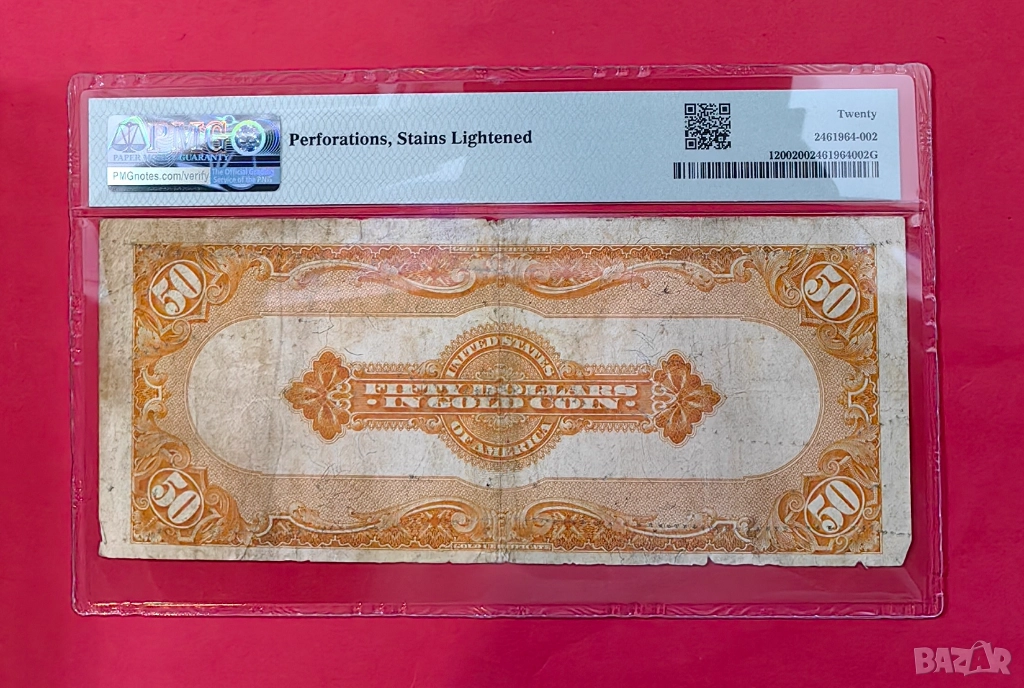 PMG
PAPER MONEY GUARANTY
PMGnotes.com/verify
The Official Grading
Service of the PNG
Perforations, Stains Lightened
Twenty
2461964-002
12002002461964002G
50
50
UNITED STATES
FIFTY DOLLARS
IN GOLD COIN
OF AMERICA
50
50
BAZAR